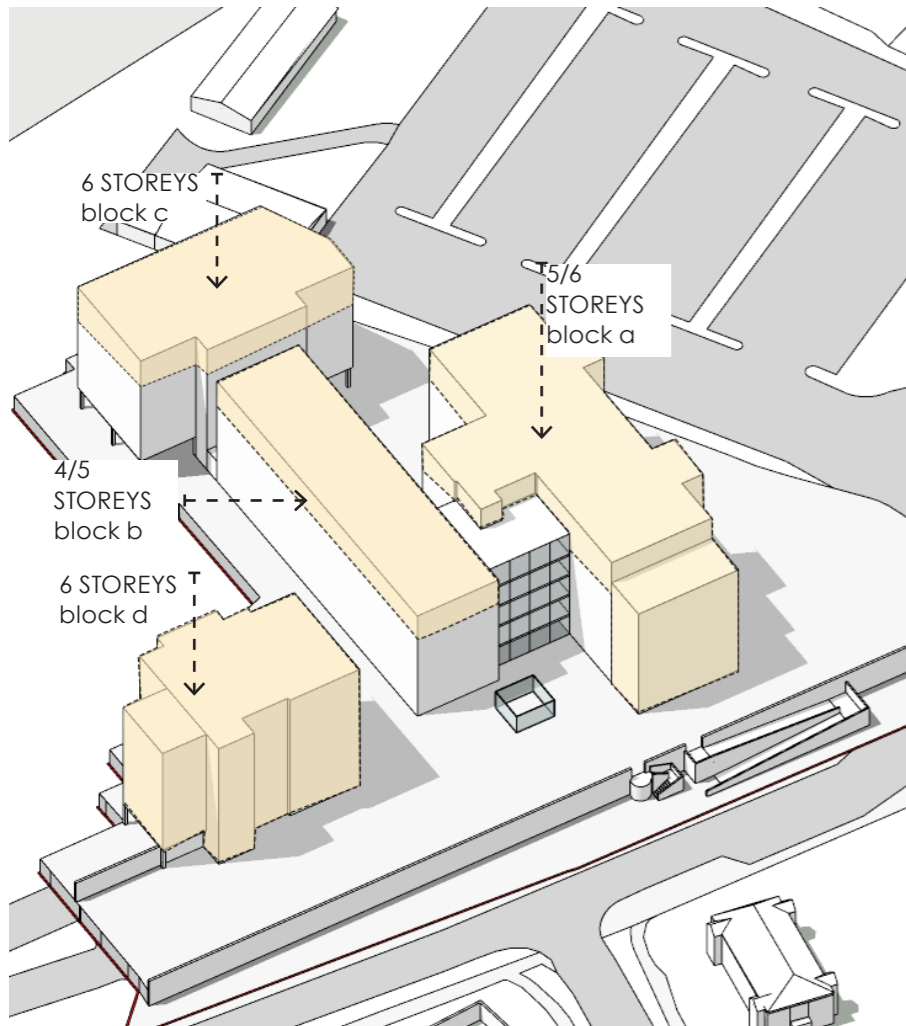 6 STOREYS
block c
5/6
STOREYS
block a
4/5
STOREYS
block b
6 STOREYS
block d